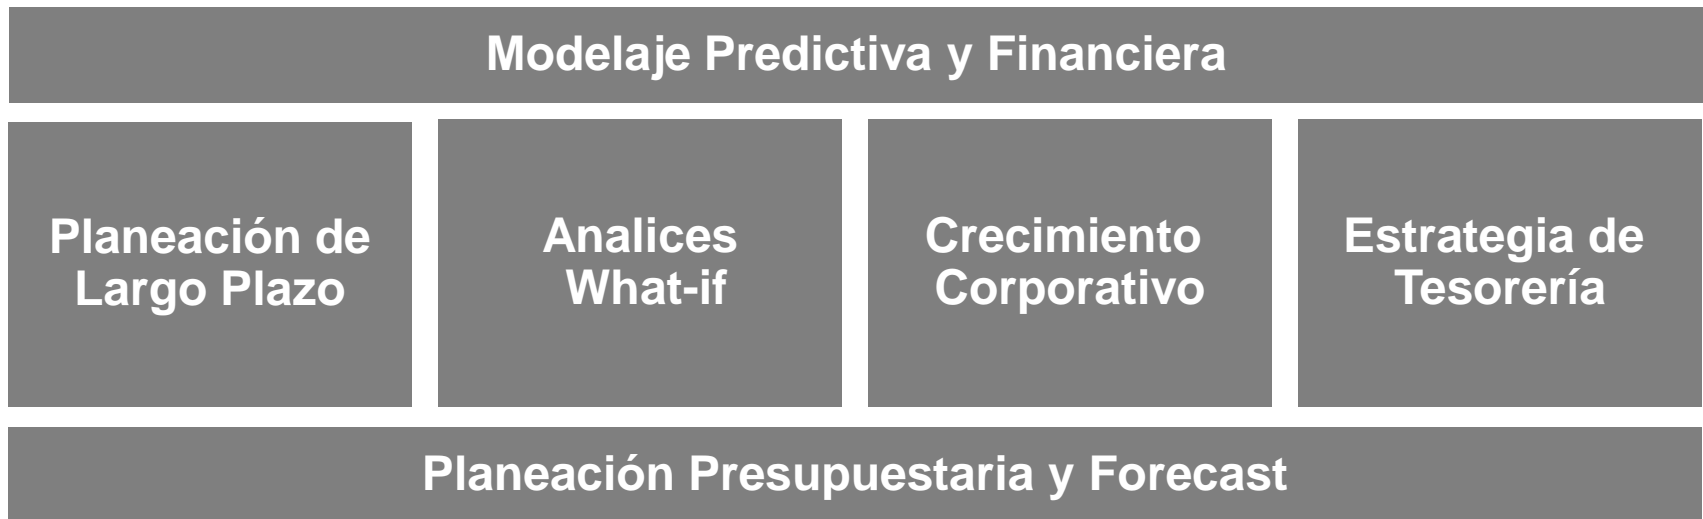 Modelaje Predictiva y Financiera
Planeación de
Largo Plazo
Analices
What-if
Crecimiento
Corporativo
Estrategia de
Tesorería
Planeación Presupuestaria y Forecast